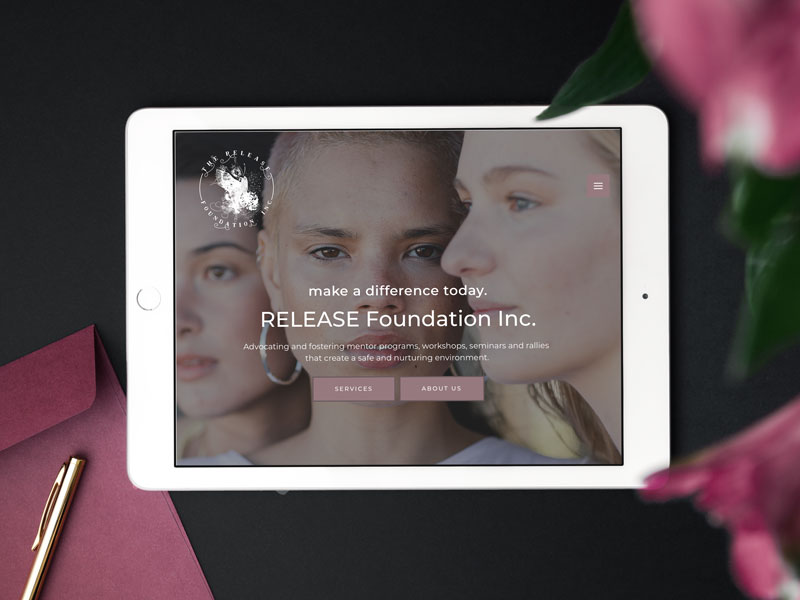 THE RELEASE
FOUNDATION INC
make a difference today.
RELEASE Foundation Inc.
Advocating and fostering mentor programs, workshops, seminars and rallies
that create a safe and nurturing environment.
SERVICES
ABOUT US